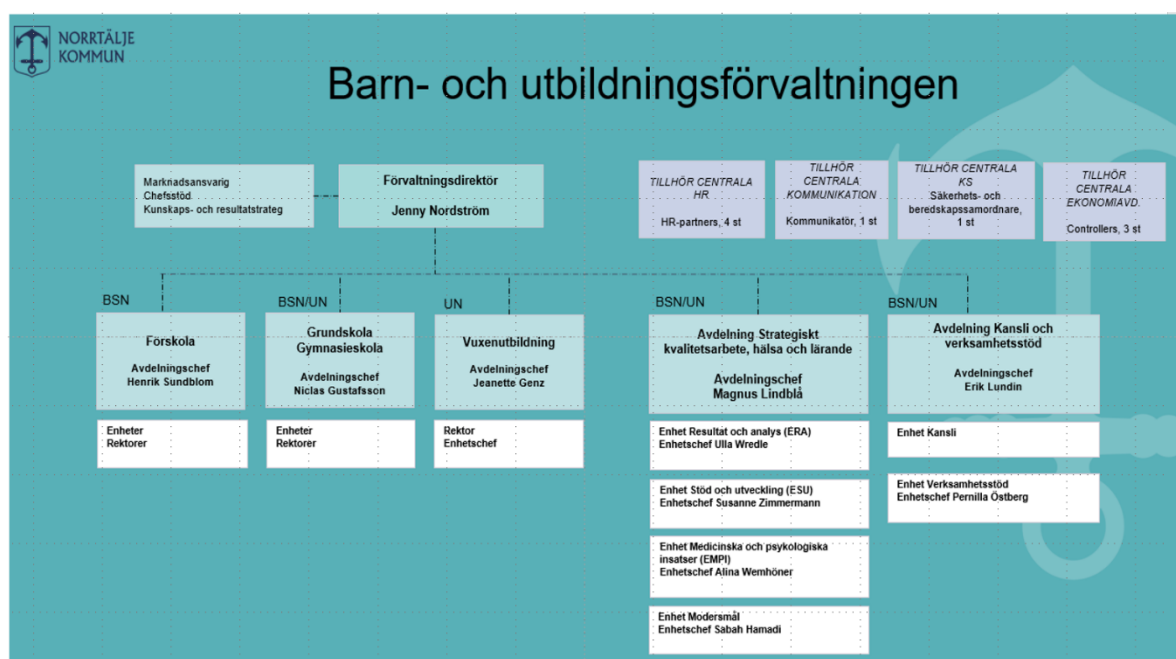 NORRTÄLJE
KOMMUN
Barn- och utbildningsförvaltningen
Marknadsansvarig
Chefsstöd
Kunskaps- och resultatstrateg
Förvaltningsdirektör
Jenny Nordström
TILLHÖR CENTRALA
HR
HR-partners, 4 st
TILLHÖR
CENTRALA
KOMMUNIKATION
Kommunikatör, 1 st
TILLHÖR CENTRALA
KS
Säkerhets- och
beredskapssamordnare,
1 st
TILLHÖR
CENTRALA
EKONOMIAVD.
Controllers, 3 st
BSN
Förskola
Avdelningschef
Henrik Sundblom
Enheter
Rektorer
BSN/UN
Grundskola
Gymnasieskola
Avdelningschef
Niclas Gustafsson
Enheter
Rektorer
UN
Vuxenutbildning
Avdelningschef
Jeanette Genz
Rektor
Enhetschef
BSN/UN
Avdelning Strategiskt
kvalitetsarbete, hälsa och lärande
Avdelningschef
Magnus Lindblå
Enhet Resultat och analys (ERA)
Enhetschef Ulla Wredle
Enhet Stöd och utveckling (ESU)
Enhetschef Susanne Zimmermann
Enhet Medicinska och psykologiska
insatser (EMPI)
Enhetschef Alina Wemhöner
Enhet Modersmål
Enhetschef Sabah Hamadi
BSN/UN
Avdelning Kansli och
verksamhetsstöd
Avdelningschef
Erik Lundin
Enhet Kansli
Enhet Verksamhetsstöd
Enhetschef Pernilla Östberg